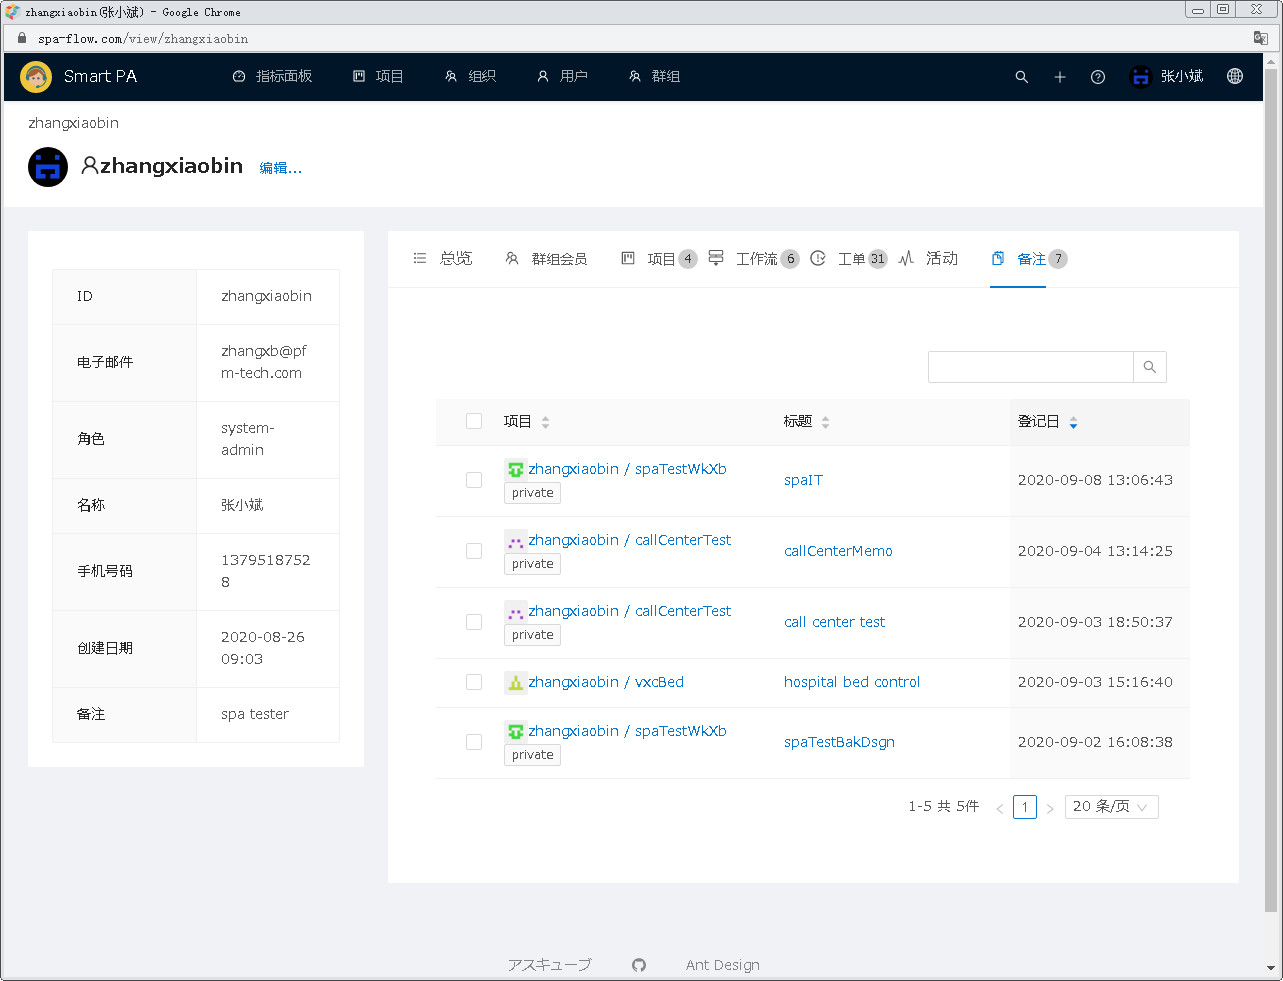 zhangxiaobin(张小斌) - Google Chrome
spa-flow.com/view/zhangxiaobin
Smart PA 指标面板 项目 组织 用户 群组 张小斌
zhangxiaobin
zhangxiaobin 编辑...
总览 群组会员 项目 4 工作流 6 工单 31 活动 备注 7
ID zhangxiaobin
电子邮件 zhangxb@pf
m-tech.com
角色 system-
admin
名称 张小斌
手机号码 1379518752
8
创建日期 2020-08-26
09:03
备注 spa tester
项目 标题 登记日
zhangxiaobin / spaTestWkXb
private
spaIT 2020-09-08 13:06:43
zhangxiaobin / callCenterTest
private
callCenterMemo 2020-09-04 13:14:25
zhangxiaobin / callCenterTest
private
call center test 2020-09-03 18:50:37
zhangxiaobin / vxcBed hospital bed control 2020-09-03 15:16:40
zhangxiaobin / spaTestWkXb
private
spaTestBakDsgn 2020-09-02 16:08:38
1-5 共 5件 < 1 > 20 条/页
アスキューブ Ant Design